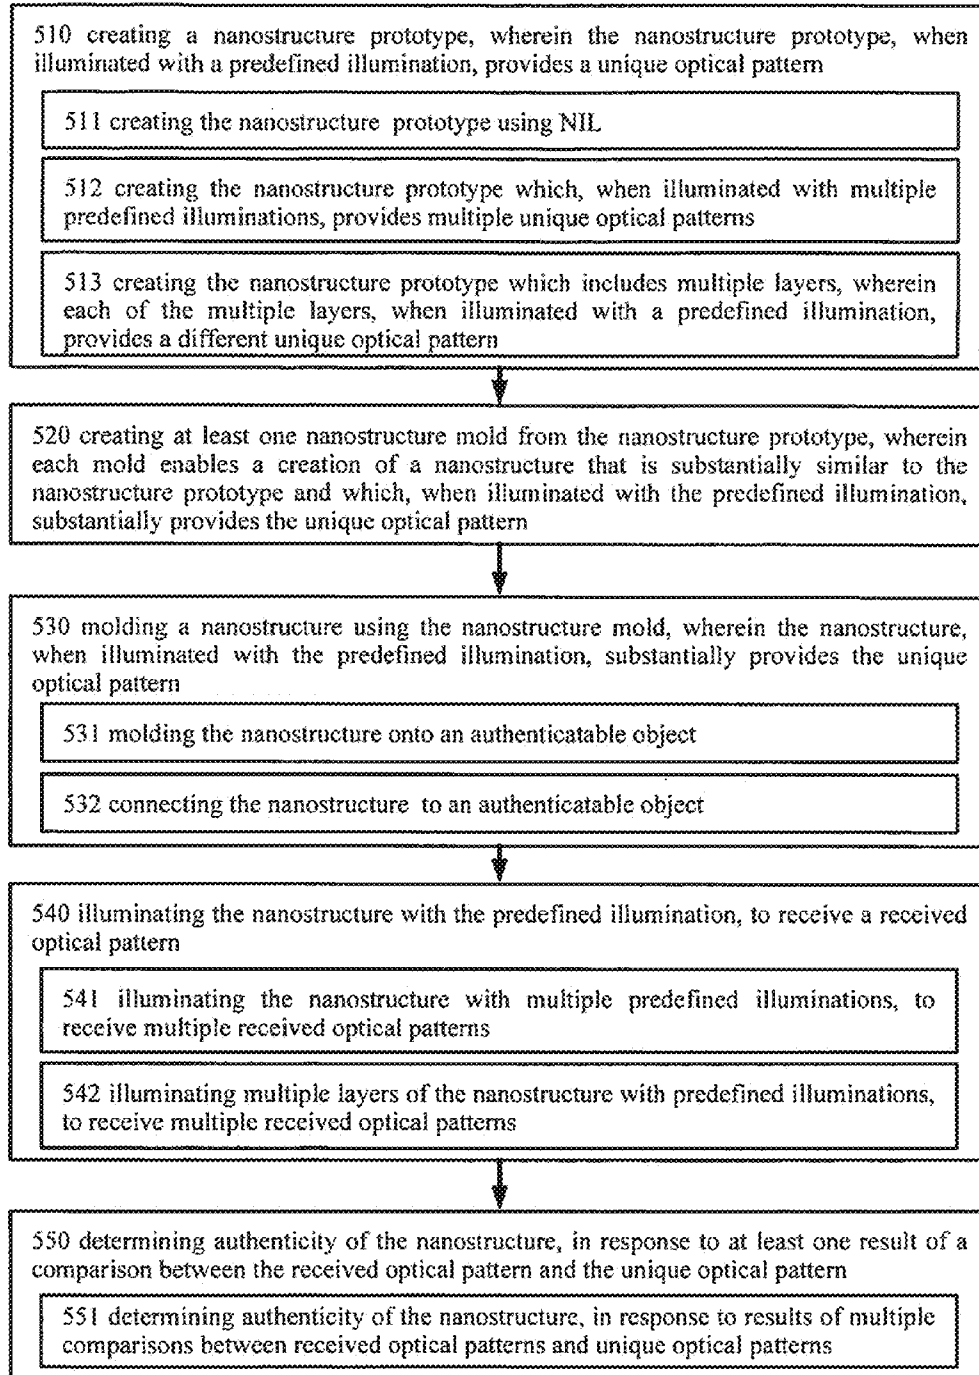 510 creating a nanostructure prototype, wherein the nanostructure prototype, when
illuminated with a predefined illumination, provides a unique optical pattern
511 creating the nanostructure prototype using NIL
512 creating the nanostructure prototype which, when illuminated with multiple
predefined illuminations, provides multiple unique optical patterns
513 creating the nanostructure prototype which includes multiple layers, wherein
each of the multiple layers, when illuminated with a predefined illumination,
provides a different unique optical pattern
520 creating at least one nanostructure mold from the nanostructure prototype, wherein
each mold enables a creation of a nanostructure that is substantially similar to the
nanostructure prototype and which, when illuminated with the predefined illumination,
substantially provides the unique optical pattern
530 molding a nanostructure using the nanostructure mold, wherein the nanostructure,
when illuminated with the predefined illumination, substantially provides the unique
optical pattern
531 molding the nanostructure onto an authenticatable object
532 connecting the nanostructure to an authenticatable object
540 illuminating the nanostructure with the predefined illumination, to receive a received
optical pattern
541 illuminating the nanostructure with multiple predefined illuminations, to
receive multiple received optical patterns
542 illuminating multiple layers of the nanostructure with predefined illuminations,
to receive multiple received optical patterns
550 determining authenticity of the nanostructure, in response to at least one result of a
comparison between the received optical pattern and the unique optical pattern
551 determining authenticity of the nanostructure, in response to results of multiple
comparisons between received optical patterns and unique optical patterns